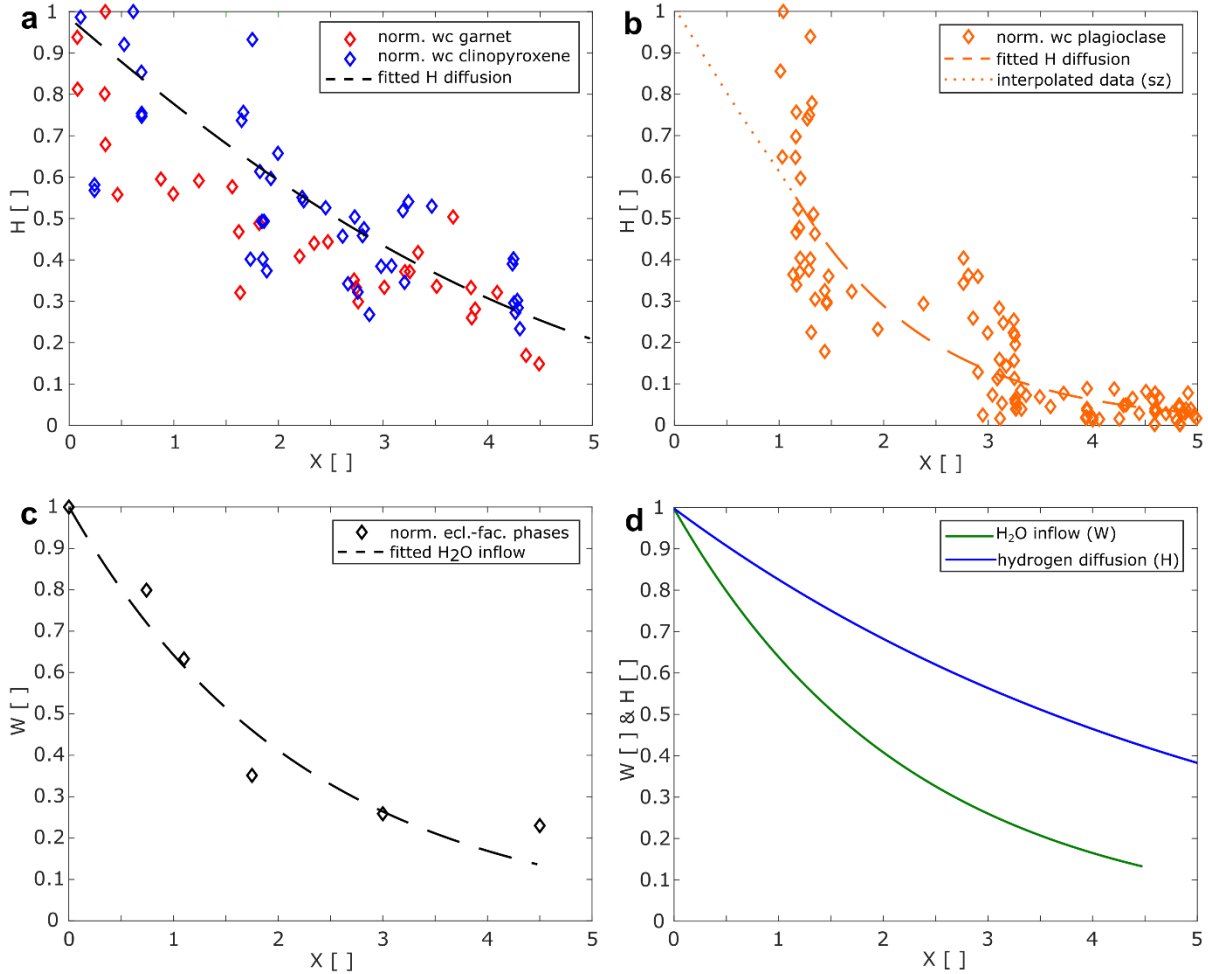 a
norm. wc garnet
norm. wc clinopyroxene
fitted H diffusion
H [ ]
1
0.9
0.8
0.7
0.6
0.5
0.4
0.3
0.2
0.1
0
0 1 2 3 4 5
X [ ]
b
norm. wc plagioclase
fitted H diffusion
interpolated data (sz)
H [ ]
1
0.9
0.8
0.7
0.6
0.5
0.4
0.3
0.2
0.1
0
0 1 2 3 4 5
X [ ]
c
norm. ecl.-fac. phases
fitted H₂O inflow
W [ ]
1
0.9
0.8
0.7
0.6
0.5
0.4
0.3
0.2
0.1
0
0 1 2 3 4 5
X [ ]
d
H₂O inflow (W)
hydrogen diffusion (H)
W [ ] & H [ ]
1
0.9
0.8
0.7
0.6
0.5
0.4
0.3
0.2
0.1
0
0 1 2 3 4 5
X [ ]